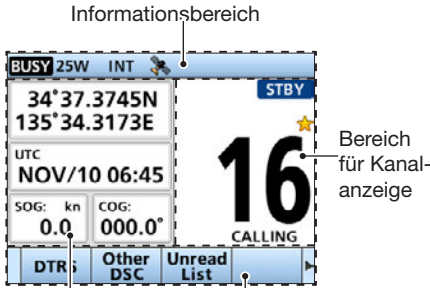 Informationsbereich
BUSY 25W INT
34°37.3745N
135°34.3173E
UTC
NOV/10 06:45
SOG: kn
0.0
COG:
000.0°
STBY
16
CALLING
Bereich
für Kanal-
anzeige
DTRS
Other
DSC
Unread
List